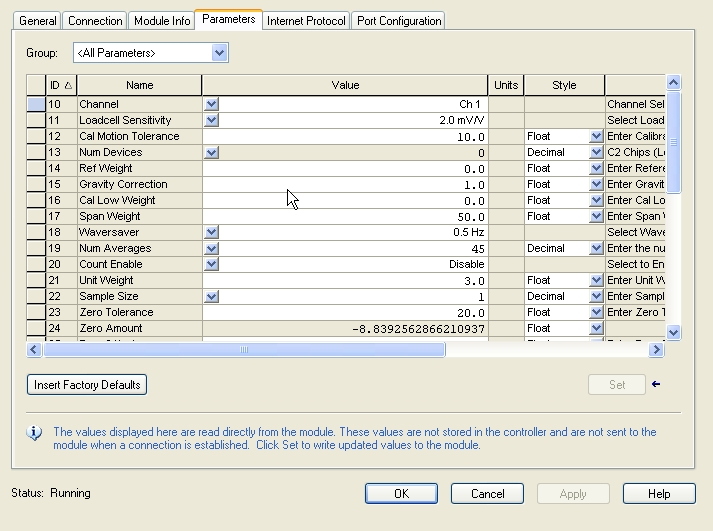 General Connection Module Info Parameters Internet Protocol Port Configuration
Group: <All Parameters>
ID Name Value Units Style
10 Channel Ch 1 Channel Sel
11 Loadcell Sensitivity 2.0 mV/V Select Load
12 Cal Motion Tolerance 10.0 Float Enter Calibra
13 Num Devices 0 Decimal C2 Chips (L
14 Ref Weight 0.0 Float Enter Refere
15 Gravity Correction 1.0 Float Enter Gravit
16 Cal Low Weight 0.0 Float Enter Cal Lo
17 Span Weight 50.0 Float Enter Span
18 Waversaver 0.5 Hz Select Wave
19 Num Averages 45 Decimal Enter the nu
20 Count Enable Disable Select to En
21 Unit Weight 3.0 Float Enter Unit W
22 Sample Size 1 Decimal Enter Sampl
23 Zero Tolerance 20.0 Float Enter Zero T
24 Zero Amount -8.8392562866210937 Float
Insert Factory Defaults Set
The values displayed here are read directly from the module. These values are not stored in the controller and are not sent to the
module when a connection is established. Click Set to write updated values to the module.
Status: Running OK Cancel Apply Help